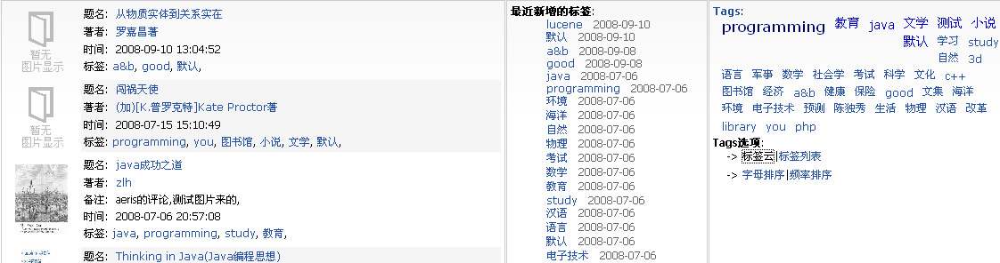 暂无
图片显示
题名: 从物质实体到关系实在
著者: 罗嘉昌著
时间: 2008-09-10 13:04:52
标签: a&b, good, 默认,
暂无
图片显示
题名: 闯祸天使
著者: (加)[K.普罗克特]Kate Proctor著
时间: 2008-07-15 15:10:49
标签: programming, you, 图书馆, 小说, 文学, 默认,
题名: java成功之道
著者: zlh
备注: aeris的评论,测试图片来的,
时间: 2008-07-06 20:57:08
标签: java, programming, study, 教育,
题名: Thinking in Java(Java编程思想)
最近新增的标签:
lucene 2008-09-10
默认 2008-09-10
a&b 2008-09-08
good 2008-09-08
java 2008-07-06
programming 2008-07-06
环境 2008-07-06
海洋 2008-07-06
自然 2008-07-06
物理 2008-07-06
考试 2008-07-06
数学 2008-07-06
教育 2008-07-06
study 2008-07-06
汉语 2008-07-06
语言 2008-07-06
默认 2008-07-06
电子技术 2008-07-06
Tags:
programming 教育 java 文学 测试 小说
默认 学习 study
自然 3d
语言 军事 数学 社会学 考试 科学 文化 c++
图书馆 经济 a&b 健康 保险 good 文集 海洋
环境 电子技术 预测 陈独秀 生活 物理 汉语 改革
library you php
Tags选项:
-> 标签云|标签列表
-> 字母排序|频率排序